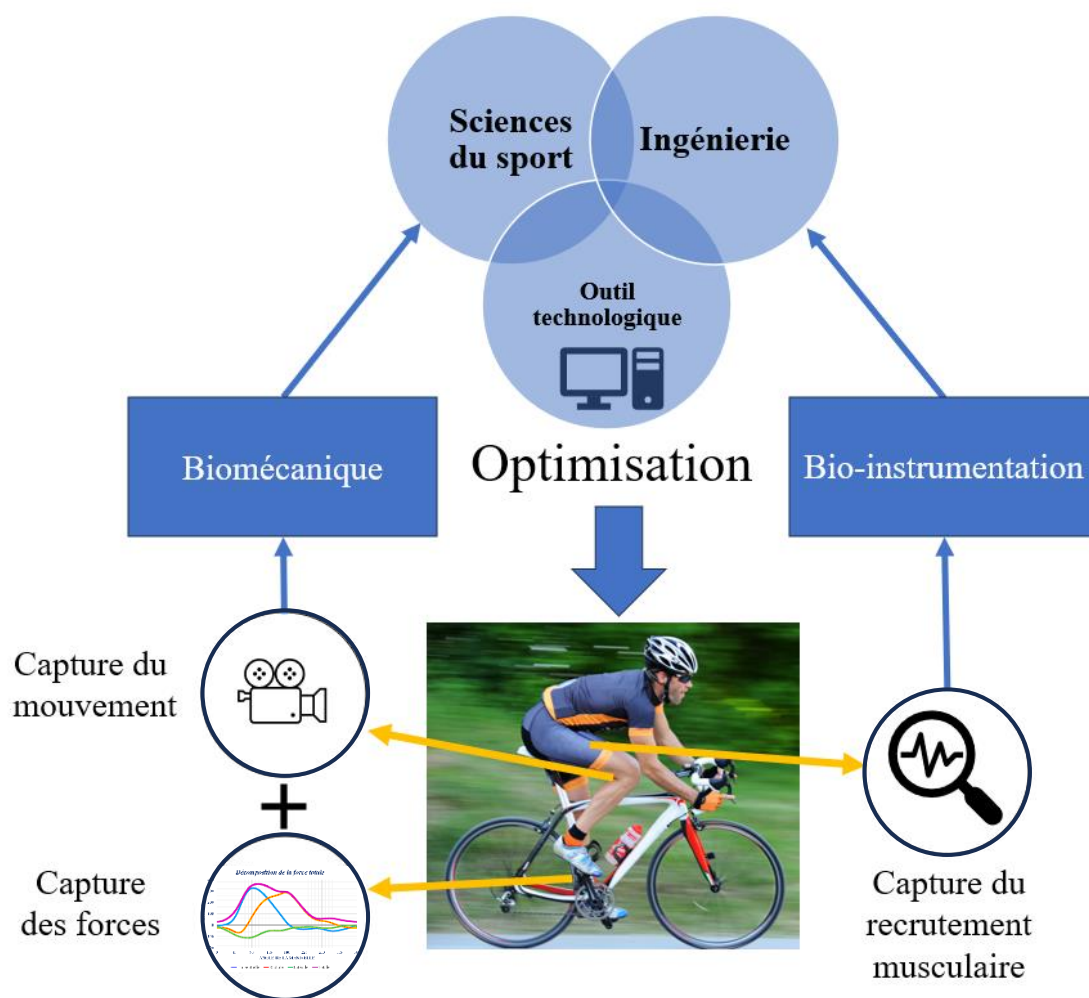 Sciences
du sport
Ingénierie
Outil
technologique
Biomécanique
Optimisation
Bio-instrumentation
Capture du
mouvement
Capture
des forces
Décomposition de la force totale
Capture du
recrutement
musculaire